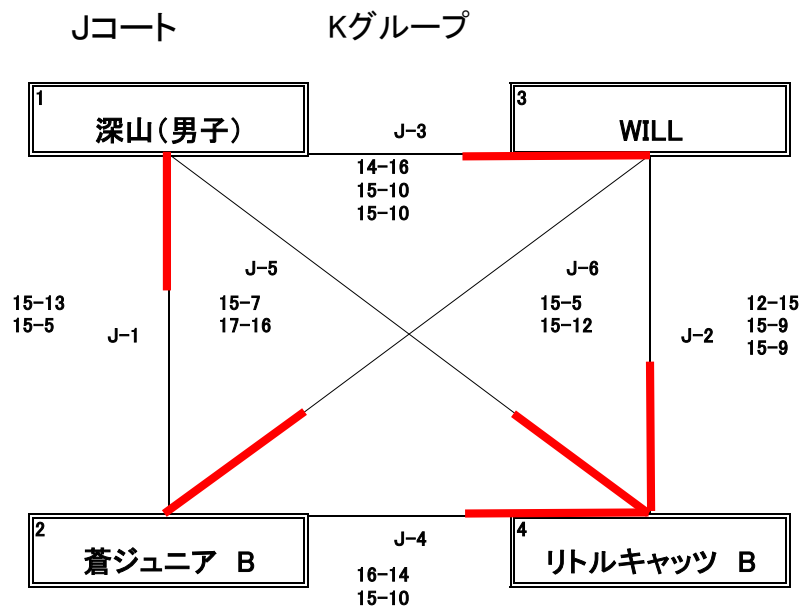 Jコート Kグループ
1
深山（男子）
3
WILL
J-3
14-16
15-10
15-10
J-5
J-6
15-13
15-5
J-1
15-7
17-16
15-5
15-12
J-2
12-15
15-9
15-9
2
蒼ジュニア B
J-4
4
リトルキャッツ B
16-14
15-10